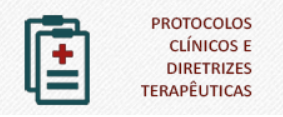 PROTOCOLOS
CLÍNICOS E
DIRETRIZES
TERAPÊUTICAS